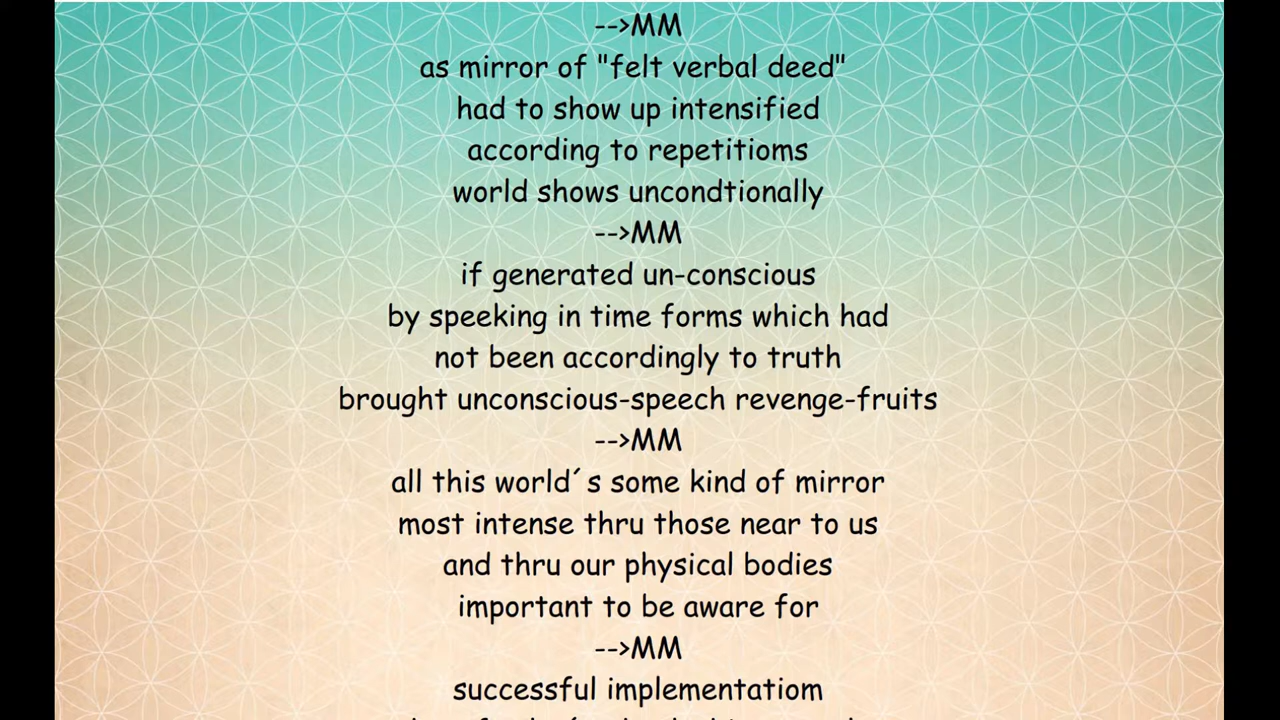 -->MM
as mirror of "felt verbal deed"
had to show up intensified
according to repetitioms
world shows uncondtionally
-->MM
if generated un-conscious
by speeking in time forms which had
not been accordingly to truth
brought unconscious-speech revenge-fruits
-->MM
all this world´s some kind of mirror
most intense thru those near to us
and thru our physical bodies
important to be aware for
-->MM
successful implementatiom